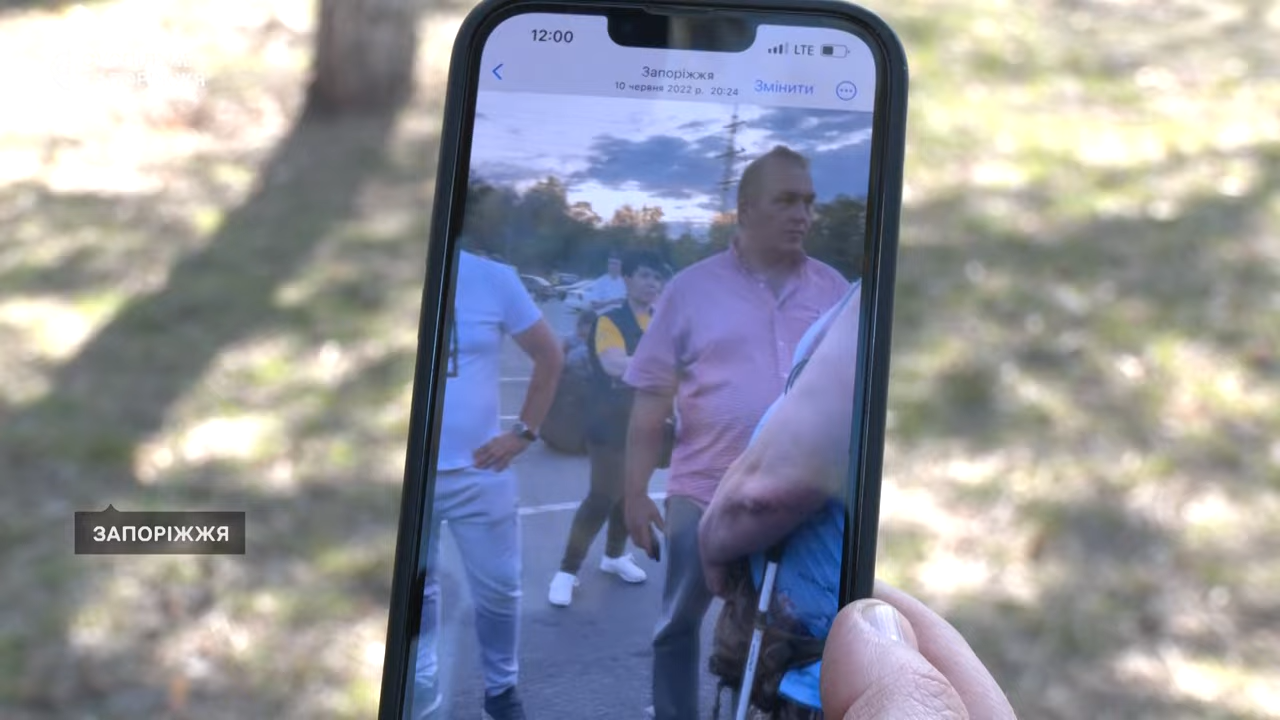 12:00
LTE
Запоріжжя
10 червня 2022 р. 20:24
Змінити
ЗАПОРІЖЖЯ